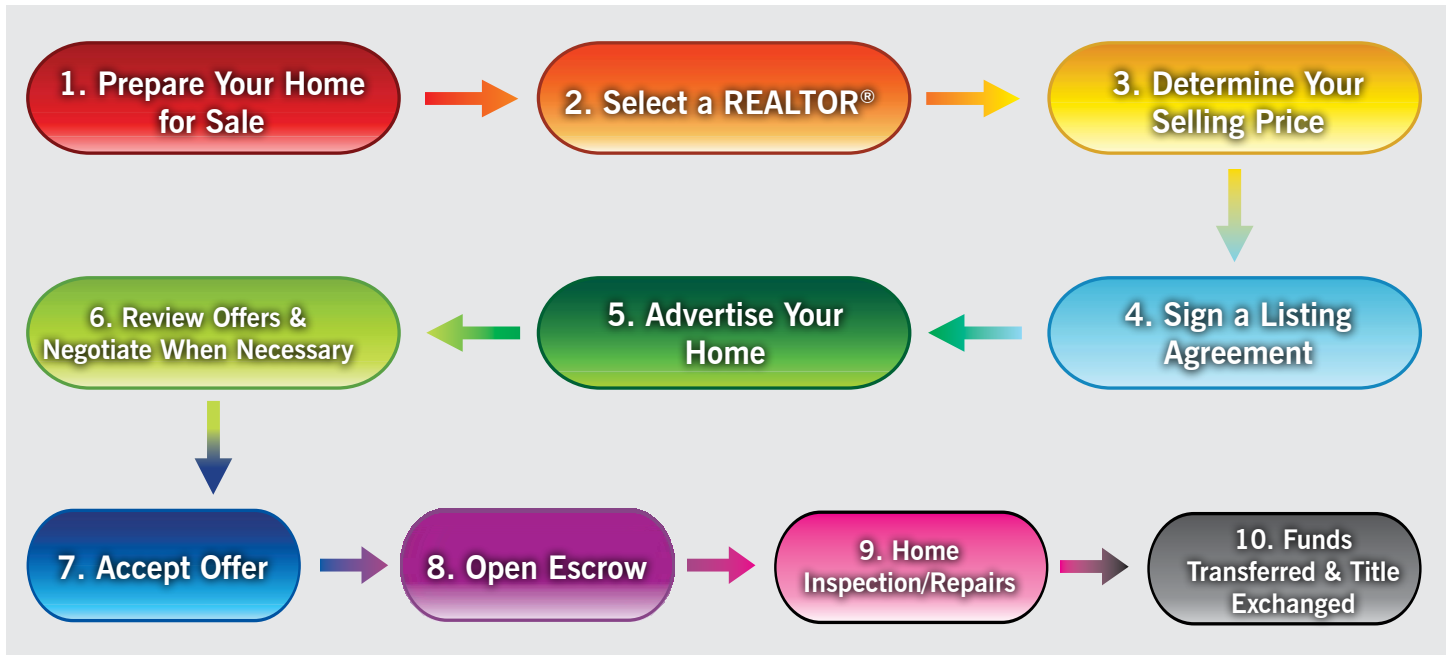 1. Prepare Your Home
for Sale
2. Select a REALTOR®
3. Determine Your
Selling Price
4. Sign a Listing
Agreement
5. Advertise Your
Home
6. Review Offers &
Negotiate When Necessary
7. Accept Offer
8. Open Escrow
9. Home
Inspection/Repairs
10. Funds
Transferred & Title
Exchanged